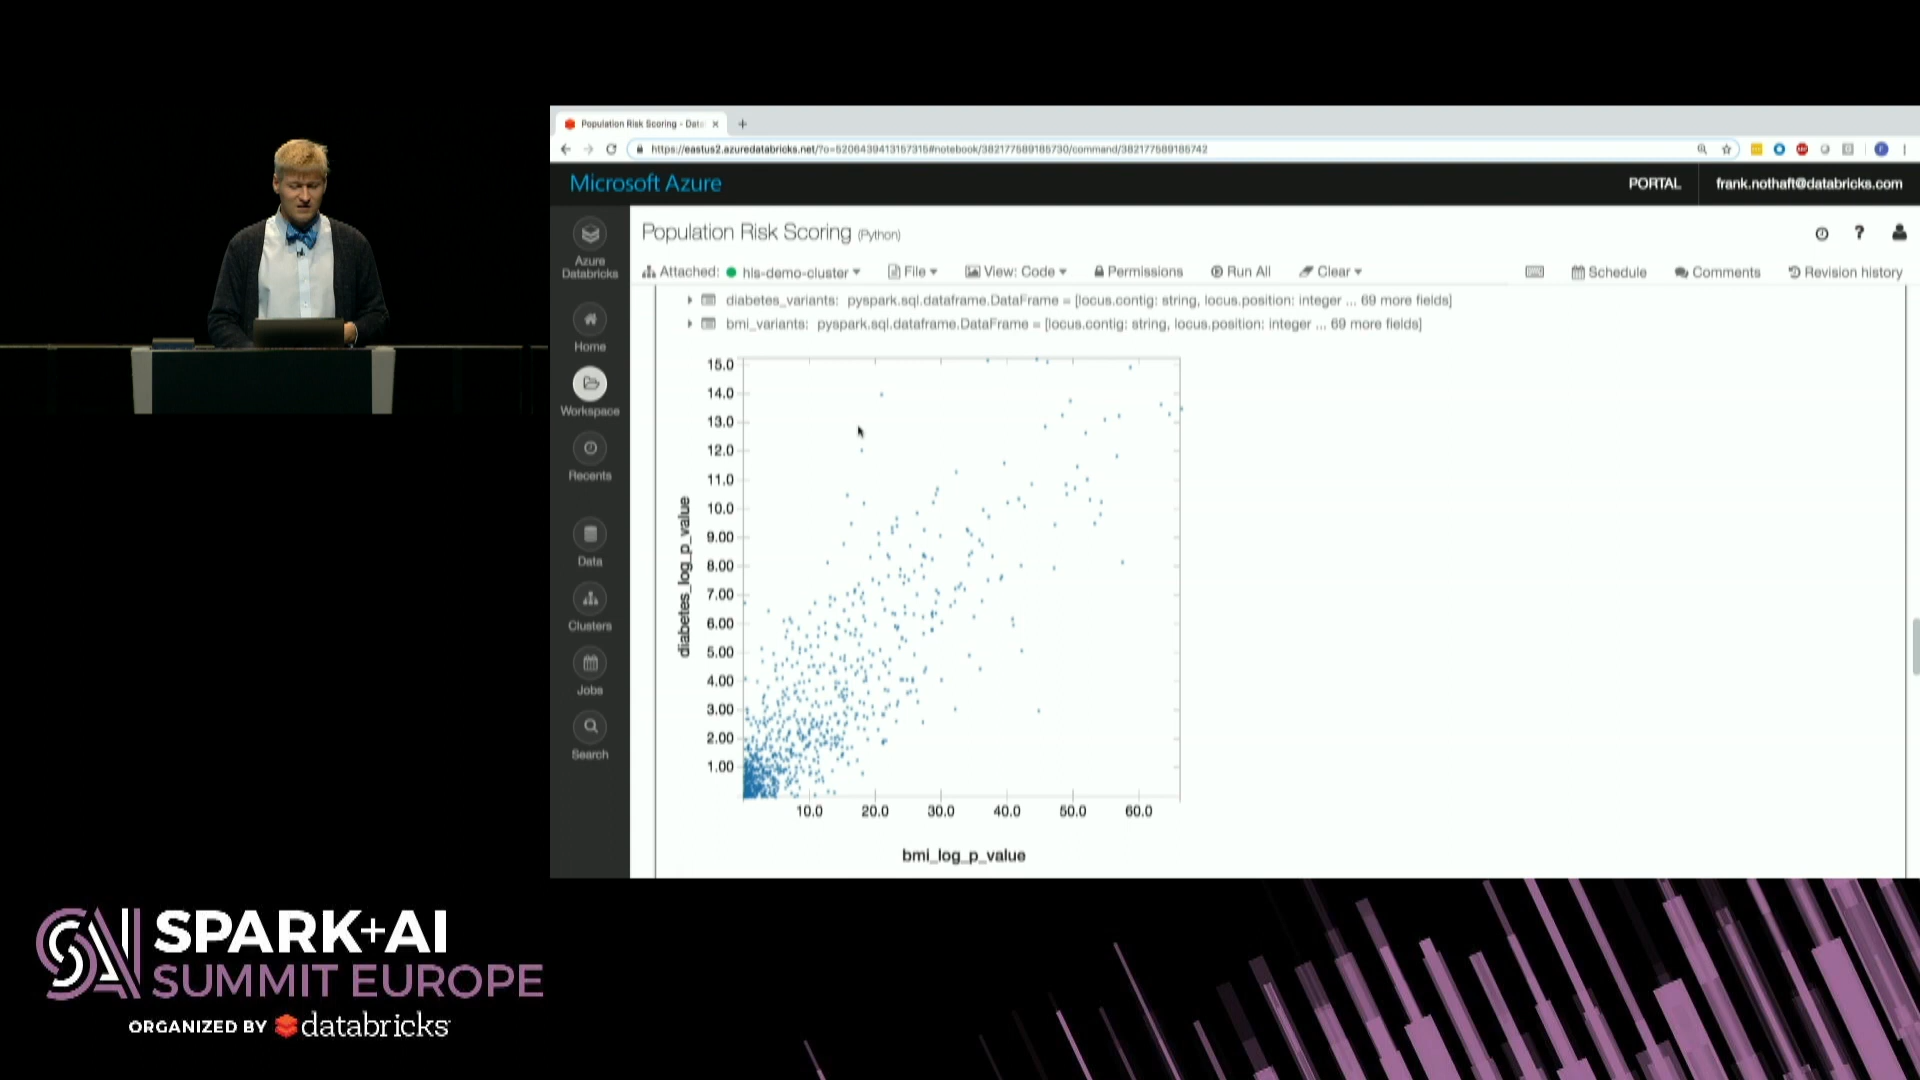 Population Risk Scoring - Data
https://eastus2.azuredatabricks.net/?o=5206439413157315#notebook/382177589185730/command/382177589185742
Microsoft Azure
PORTAL
frank.nothaft@databricks.com
Population Risk Scoring (Python)
Attached:
hls-demo-cluster
File
View: Code
Permissions
Run All
Clear
Schedule
Comments
Revision history
Azure
Databricks
Home
Workspace
Recents
Data
Clusters
Jobs
Search
diabetes_variants: pyspark.sql.dataframe.DataFrame = [locus.contig: string, locus.position: integer ... 69 more fields]
bmi_variants: pyspark.sql.dataframe.DataFrame = [locus.contig: string, locus.position: integer ... 69 more fields]
15.0
14.0
13.0
12.0
11.0
10.0
9.00
8.00
7.00
6.00
5.00
4.00
3.00
2.00
1.00
diabetes_log_p_value
10.0 20.0 30.0 40.0 50.0 60.0
bmi_log_p_value
SPARK+AI
SUMMIT EUROPE
ORGANIZED BY databricks